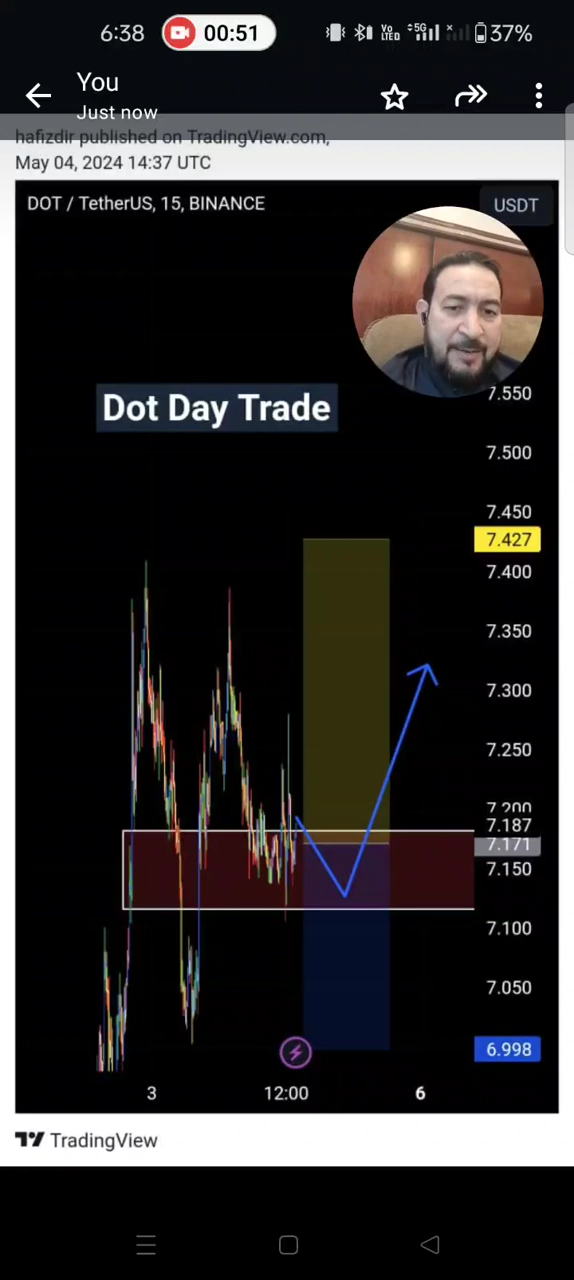 6:38
00:51
Vo
LTED
5G
37%
You
Just now
hafizdir published on TradingView.com,
May 04, 2024 14:37 UTC
DOT / TetherUS, 15, BINANCE
USDT
7.550
Dot Day Trade
7.500
7.450
7.427
7.400
7.350
7.300
7.250
7.200
7.187
7.171
7.150
7.100
7.050
6.998
3
12:00
6
TradingView